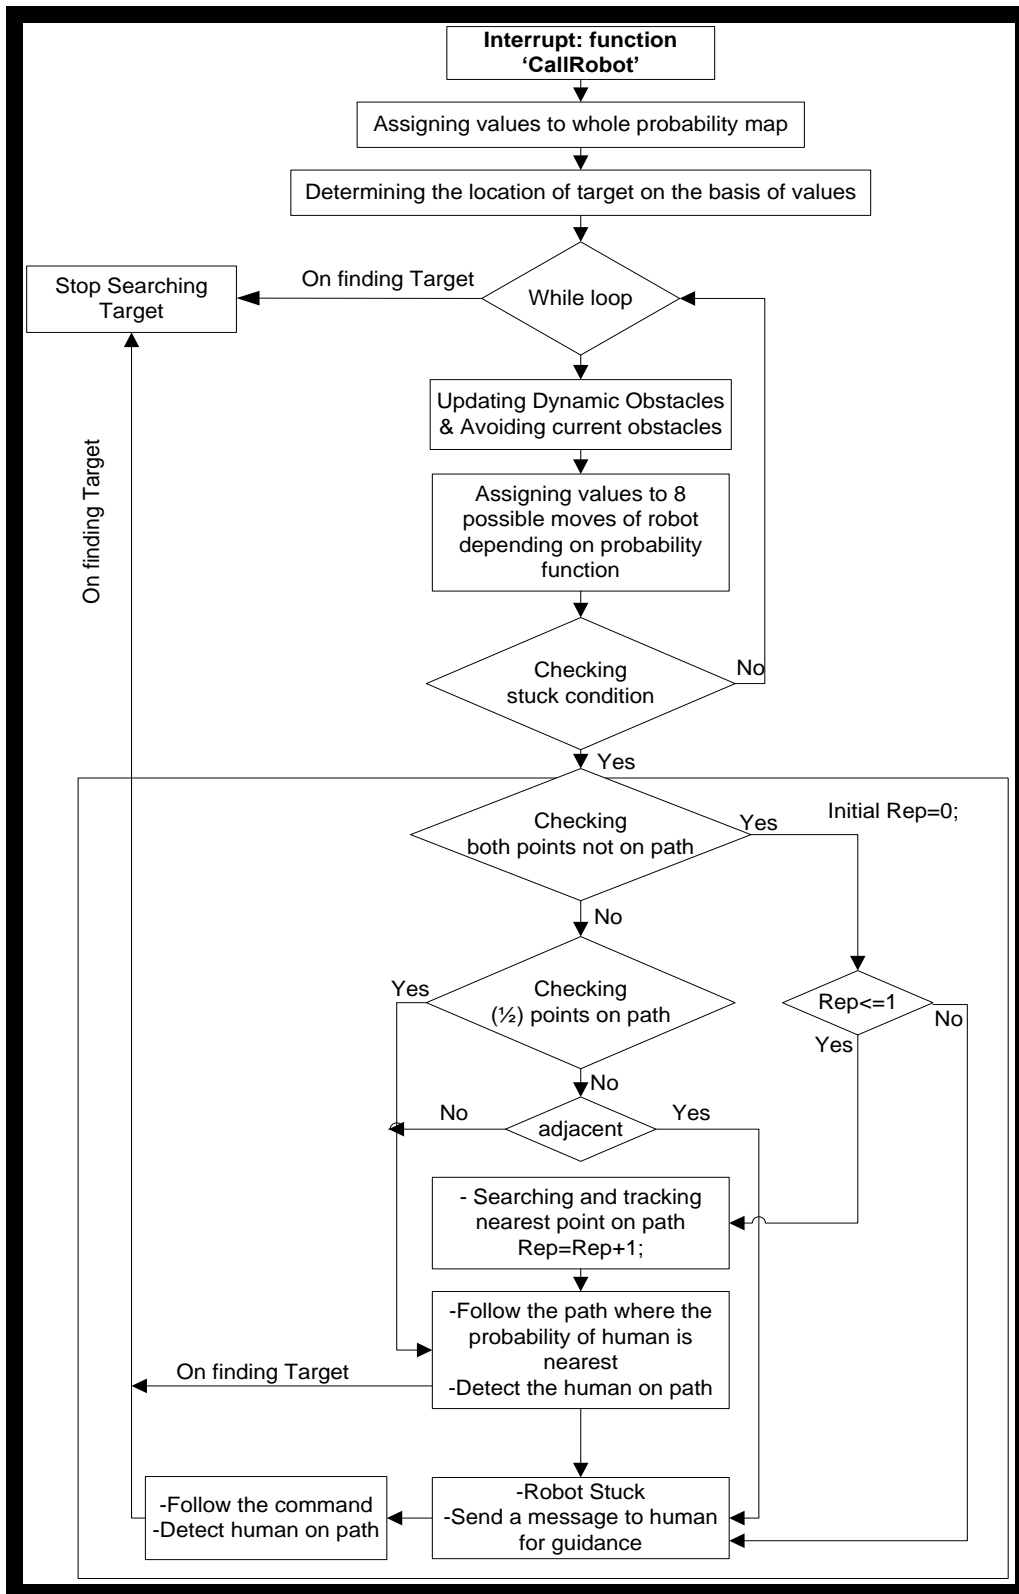 Interrupt: function
‘CallRobot’
Assigning values to whole probability map
Determining the location of target on the basis of values
On finding Target
Stop Searching
Target
While loop
Updating Dynamic Obstacles
& Avoiding current obstacles
On finding Target
Assigning values to 8
possible moves of robot
depending on probability
function
Checking
stuck condition
No
Yes
Initial Rep=0;
Checking
both points not on path
Yes
No
Yes
Checking
(½) points on path
Rep<=1
No
Yes
No
No
adjacent
Yes
- Searching and tracking
nearest point on path
Rep=Rep+1;
-Follow the path where the
probability of human is
nearest
-Detect the human on path
On finding Target
-Follow the command
-Detect human on path
-Robot Stuck
-Send a message to human
for guidance